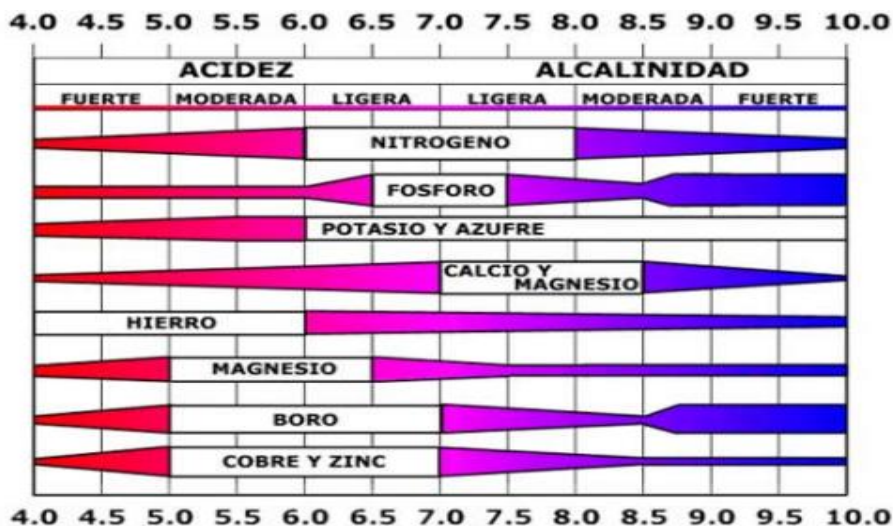 4.0 4.5 5.0 5.5 6.0 6.5 7.0 7.5 8.0 8.5 9.0 9.5 10.0
ACIDEZ ALCALINIDAD
FUERTE MODERADA LIGERA LIGERA MODERADA FUERTE
NITROGENO
FOSFORO
POTASIO Y AZUFRE
CALCIO Y
MAGNESIO
HIERRO
MAGNESIO
BORO
COBRE Y ZINC
4.0 4.5 5.0 5.5 6.0 6.5 7.0 7.5 8.0 8.5 9.0 9.5 10.0